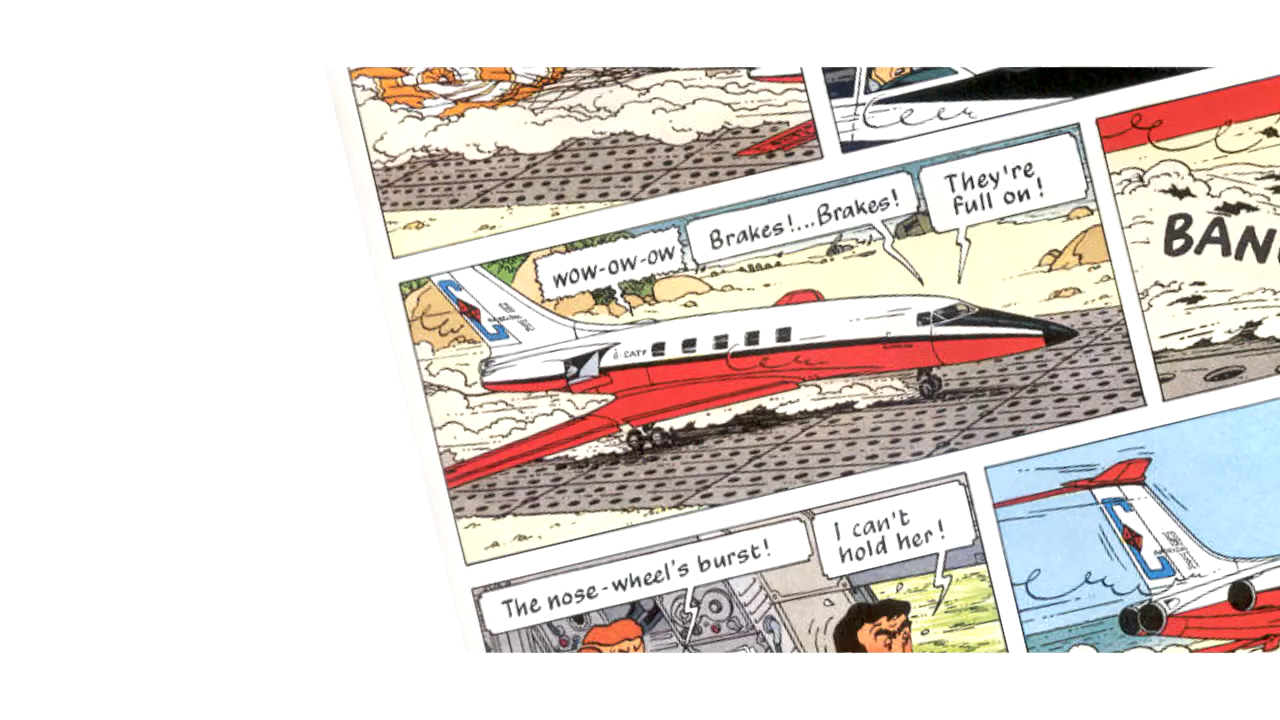 WOW-OW-OW
Brakes!...Brakes!
They're
full on!
BAN
The nose-wheel's burst!
I can't
hold her!